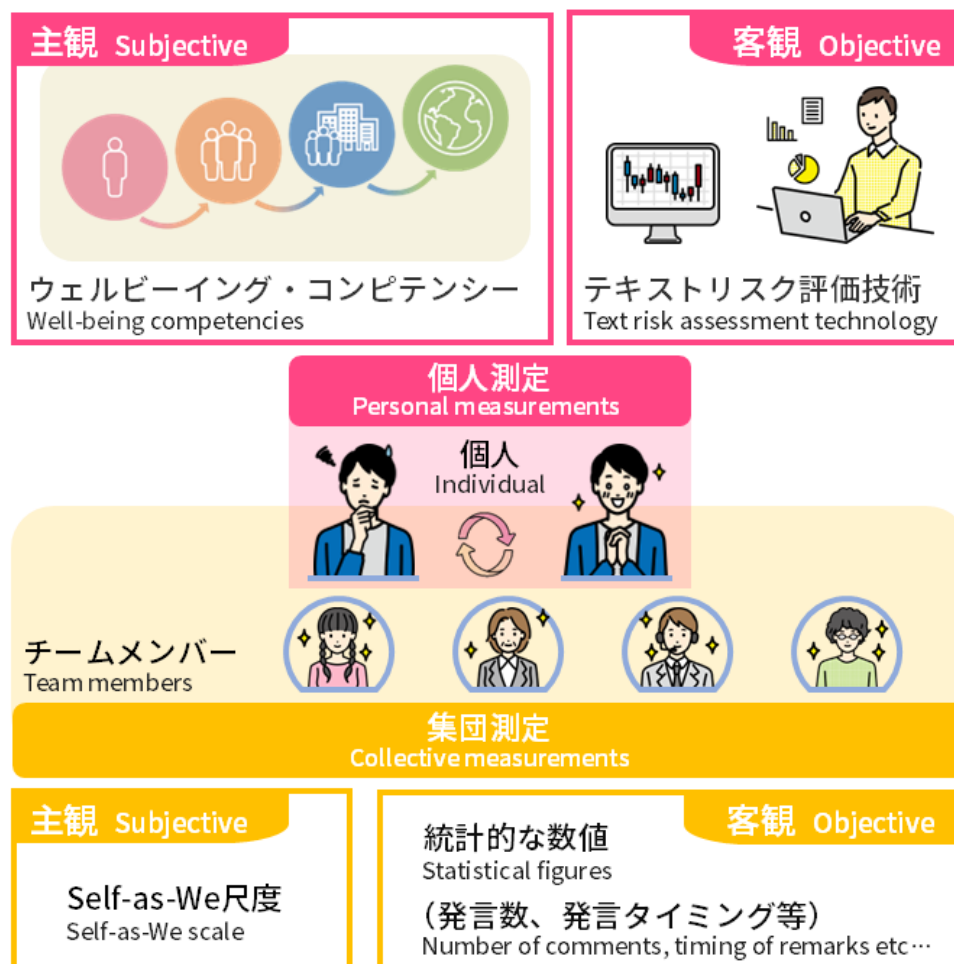 主観 Subjective
ウェルビーイング・コンピテンシー
Well-being competencies
客観 Objective
テキストリスク評価技術
Text risk assessment technology
個人測定
Personal measurements
個人
Individual
チームメンバー
Team members
集団測定
Collective measurements
主観 Subjective
Self-as-We尺度
Self-as-We scale
客観 Objective
統計的な数値
Statistical figures
(発言数、発言タイミング等)
Number of comments, timing of remarks etc…